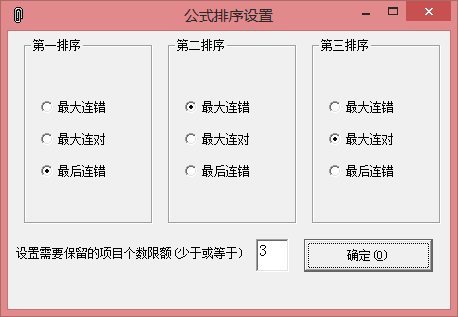 公式排序设置
第一排序
最大连错
最大连对
最后连错
第二排序
最大连错
最大连对
最后连错
第三排序
最大连错
最大连对
最后连错
设置需要保留的项目个数限额(少于或等于)
3
确定(O)